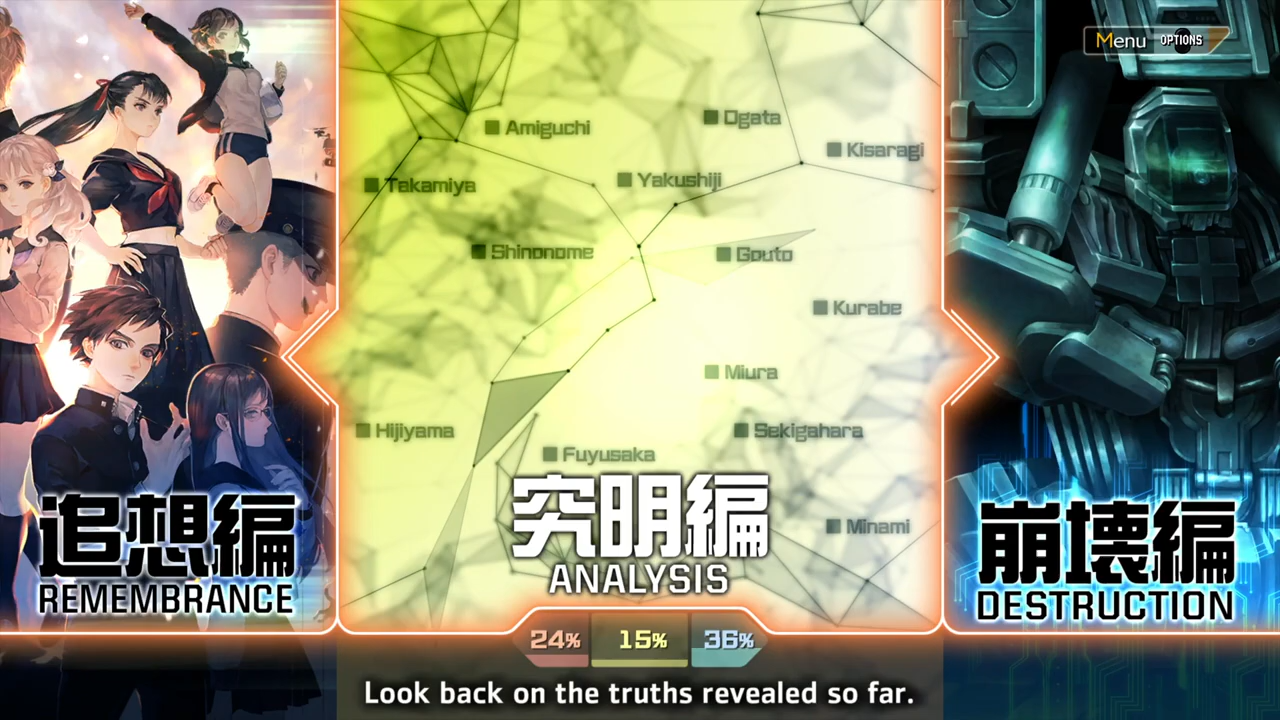 Menu OPTIONS
Amiguchi
Ogata
Kisaragi
Takamiya
Yakushiji
Shinonome
Gouto
Kurabe
Miura
Hijiyama
Sekigahara
Fuyusaka
Minami
追想編
REMEMBRANCE
究明編
ANALYSIS
崩壊編
DESTRUCTION
24% 15% 36%
Look back on the truths revealed so far.